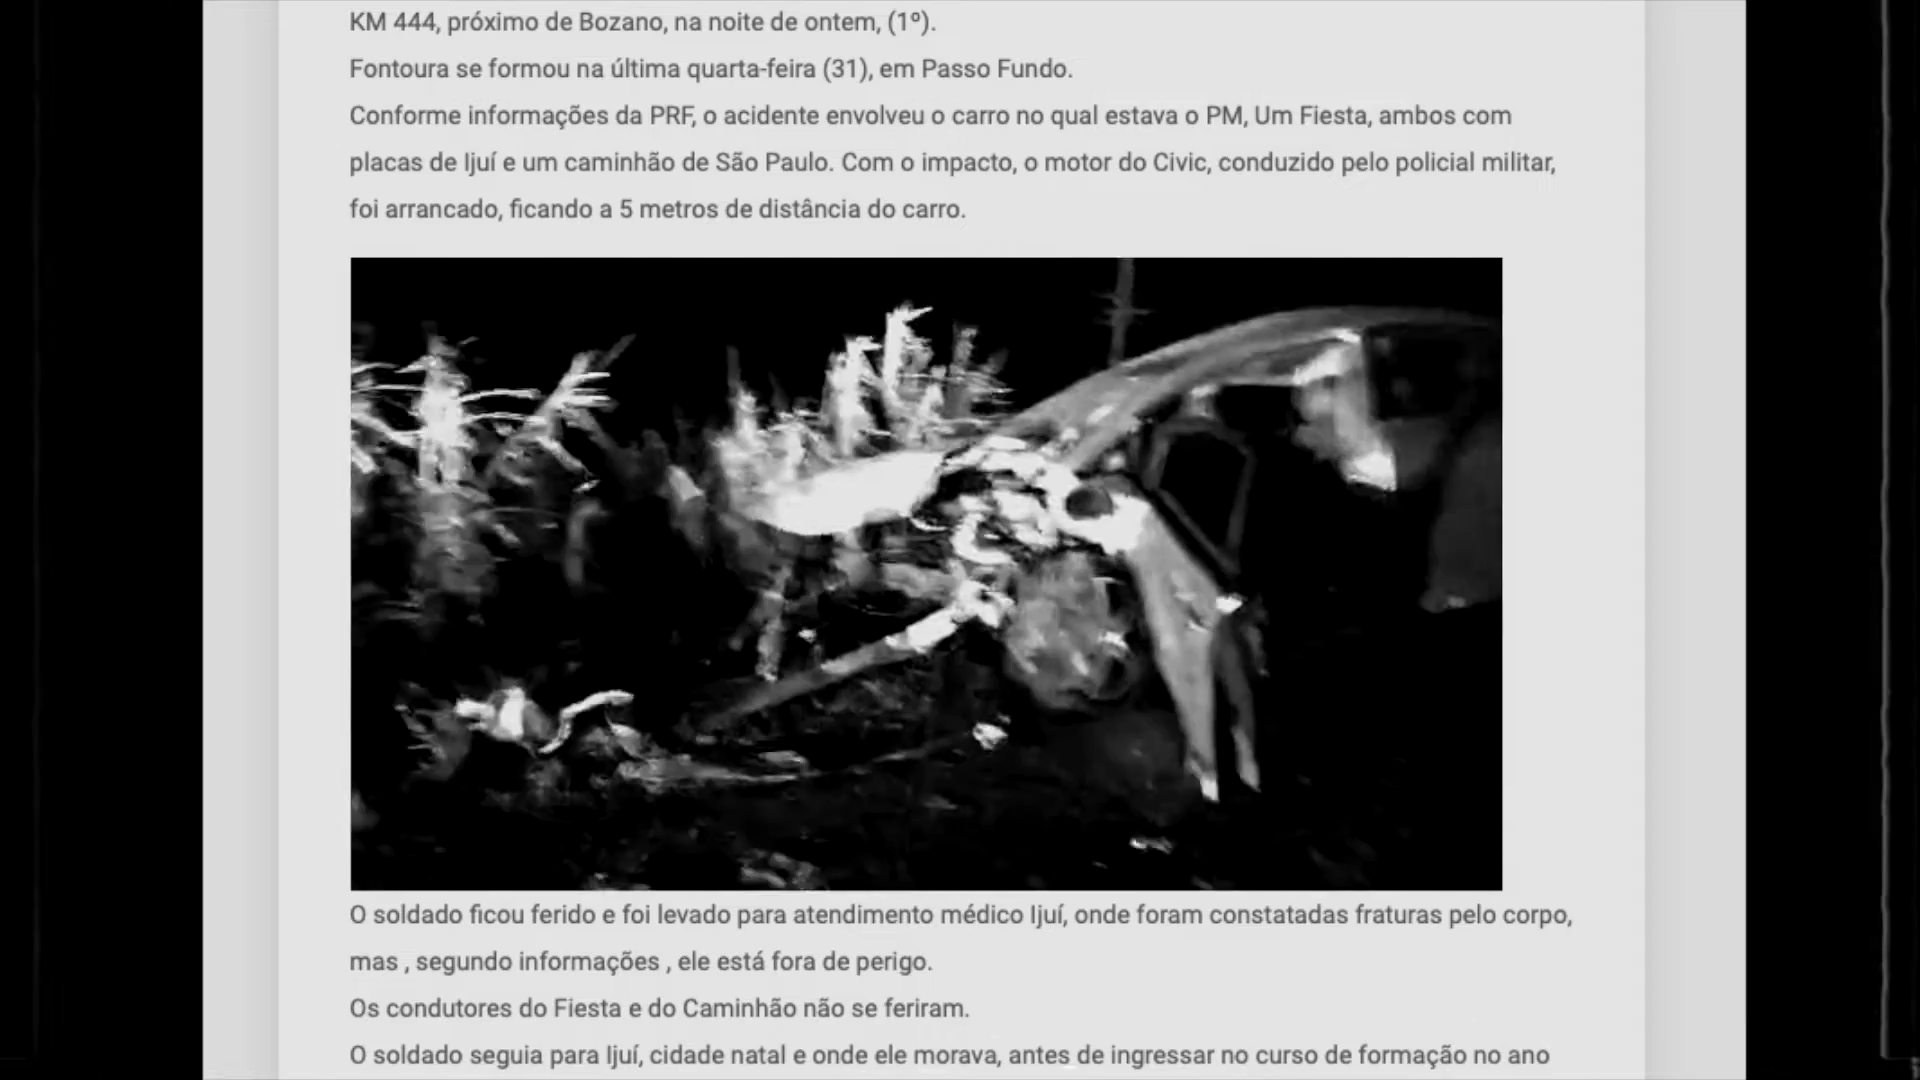 KM 444, próximo de Bozano, na noite de ontem, (1º).
Fontoura se formou na última quarta-feira (31), em Passo Fundo.
Conforme informações da PRF, o acidente envolveu o carro no qual estava o PM, Um Fiesta, ambos com
placas de Ijuí e um caminhão de São Paulo. Com o impacto, o motor do Civic, conduzido pelo policial militar,
foi arrancado, ficando a 5 metros de distância do carro.
O soldado ficou ferido e foi levado para atendimento médico Ijuí, onde foram constatadas fraturas pelo corpo,
mas , segundo informações , ele está fora de perigo.
Os condutores do Fiesta e do Caminhão não se feriram.
O soldado seguia para Ijuí, cidade natal e onde ele morava, antes de ingressar no curso de formação no ano